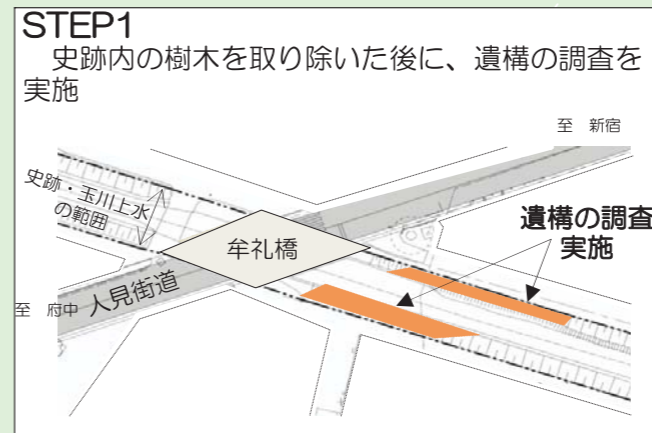 STEP1
史跡内の樹木を取り除いた後に、遺構の調査を
実施
至 新宿
史跡・玉川上水
の範囲
遺構の調査
実施
牟礼橋
人見街道
至 府中